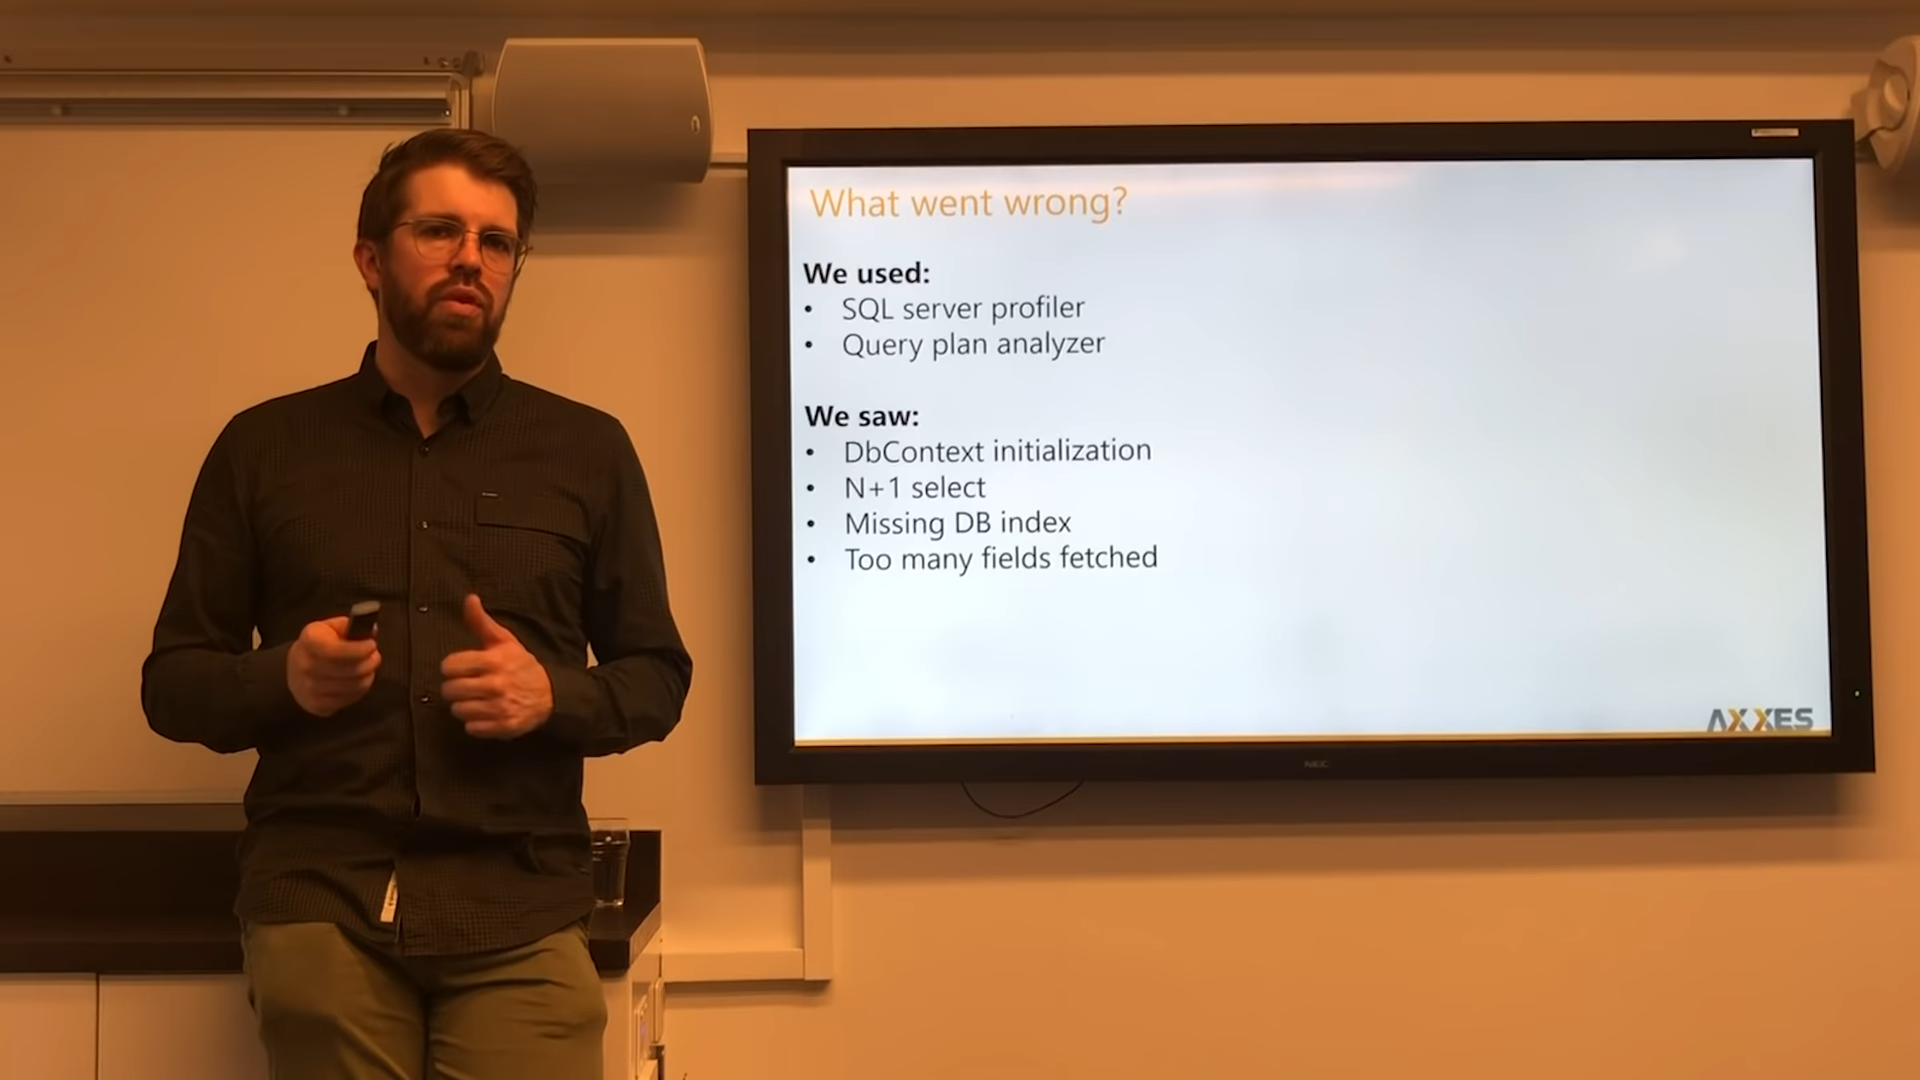 What went wrong?
We used:
• SQL server profiler
• Query plan analyzer
We saw:
• DbContext initialization
• N+1 select
• Missing DB index
• Too many fields fetched
AXXES
NEC